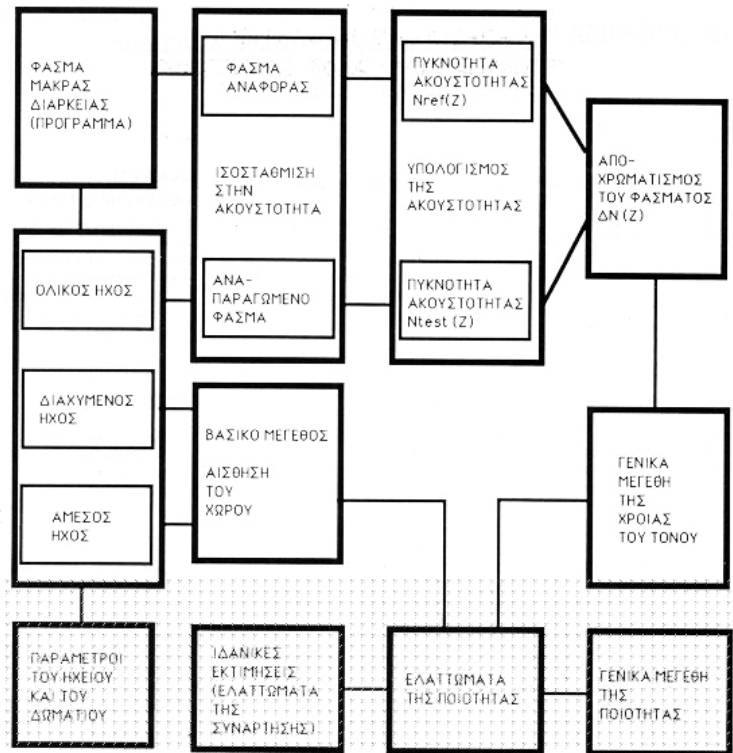 ΦΑΣΜΑ
ΜΑΚΡΑΣ
ΔΙΑΡΚΕΙΑΣ
(ΠΡΟΓΡΑΜΜΑ)
ΦΑΣΜΑ
ΑΝΑΦΟΡΑΣ
ΙΣΟΣΤΑΘΜΙΣΗ
ΣΤΗΝ
ΑΚΟΥΣΤΟΤΗΤΑ
ΑΝΑ-
ΠΑΡΑΓΩΜΕΝΟ
ΦΑΣΜΑ
ΠΥΚΝΟΤΗΤΑ
ΑΚΟΥΣΤΟΤΗΤΑΣ
Nref(Z)
ΥΠΟΛΟΓΙΣΜΟΣ
ΤΗΣ
ΑΚΟΥΣΤΟΤΗΤΑΣ
ΠΥΚΝΟΤΗΤΑ
ΑΚΟΥΣΤΟΤΗΤΑΣ
Ntest (Z)
ΑΠΟ-
ΧΡΩΜΑΤΙΣΜΟΣ
ΤΟΥ ΦΑΣΜΑΤΟΣ
ΔΝ (Ζ)
ΟΛΙΚΟΣ ΗΧΟΣ
ΔΙΑΧΥΜΕΝΟΣ
ΗΧΟΣ
ΑΜΕΣΟΣ
ΗΧΟΣ
ΒΑΣΙΚΟ ΜΕΓΕΘΟΣ
ΑΙΣΘΗΣΗ
ΤΟΥ
ΧΩΡΟΥ
ΓΕΝΙΚΑ
ΜΕΓΕΘΗ
ΤΗΣ
ΧΡΟΙΑΣ
ΤΟΥ ΤΟΝΟΥ
ΠΑΡΑΜΕΤΡΟΙ
ΤΟΥ ΗΧΕΙΟΥ
ΚΑΙ ΤΟΥ
ΔΩΜΑΤΙΟΥ
ΙΔΑΝΙΚΕΣ
ΕΚΤΙΜΗΣΕΙΣ
(ΕΛΑΤΤΩΜΑΤΑ
ΤΗΣ
ΣΥΝΑΡΤΗΣΗΣ)
ΕΛΑΤΤΩΜΑΤΑ
ΤΗΣ ΠΟΙΟΤΗΤΑΣ
ΓΕΝΙΚΑ ΜΕΓΕΘΗ
ΤΗΣ
ΠΟΙΟΤΗΤΑΣ